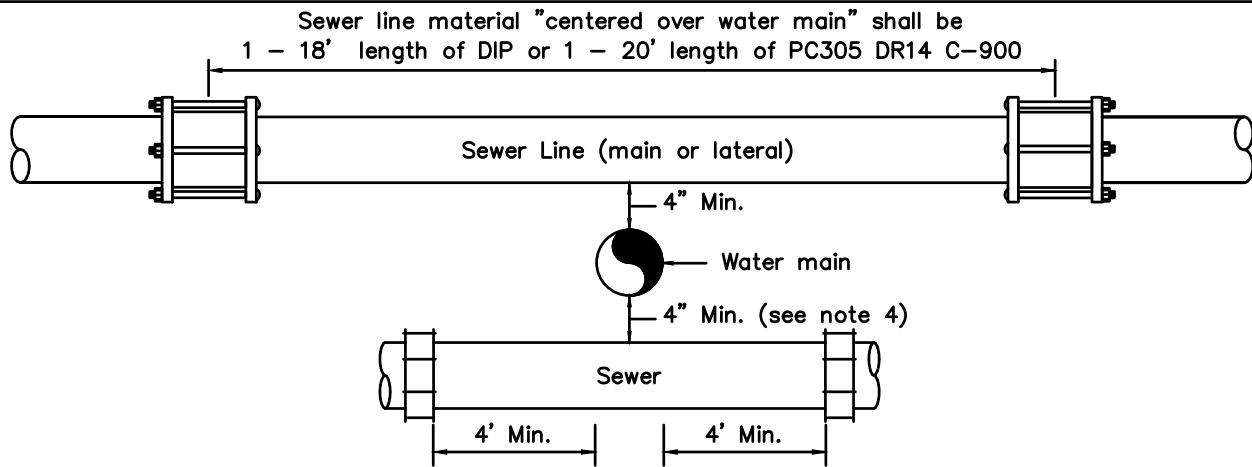 Sewer line material "centered over water main" shall be
1 - 18' length of DIP or 1 - 20' length of PC305 DR14 C-900
Sewer Line (main or lateral)
4" Min.
Water main
4" Min. (see note 4)
Sewer
4' Min.
4' Min.